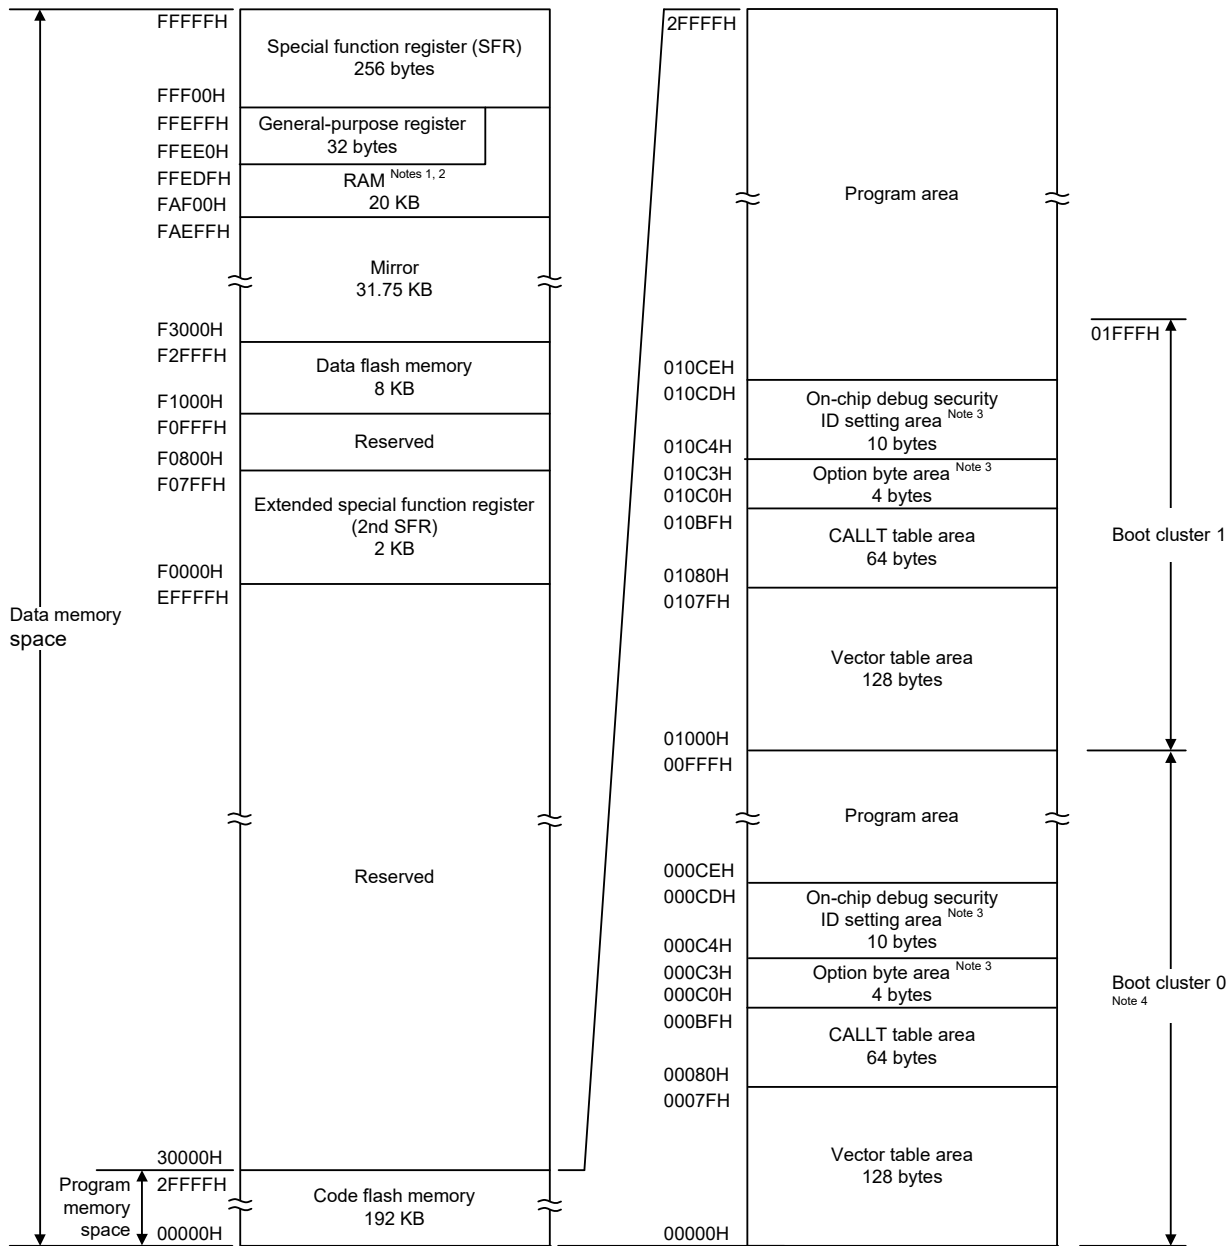 FFFFFH
Special function register (SFR)
256 bytes
FFF00H
FFEFFH
General-purpose register
32 bytes
FFEE0H
FFEDFH
RAM Notes 1, 2
20 KB
FAF00H
FAEFFH
Mirror
31.75 KB
F3000H
F2FFFH
Data flash memory
8 KB
F1000H
F0FFFH
Reserved
F0800H
F07FFH
Extended special function register
(2nd SFR)
2 KB
F0000H
EFFFFH
Data memory
space
Reserved
30000H
2FFFFH
Program
memory
space
Code flash memory
192 KB
00000H
2FFFFH
Program area
01FFFH
010CEH
010CDH
On-chip debug security
ID setting area Note 3
10 bytes
010C4H
010C3H
Option byte area Note 3
4 bytes
010C0H
010BFH
CALLT table area
64 bytes
Boot cluster 1
01080H
0107FH
Vector table area
128 bytes
01000H
00FFFH
Program area
000CEH
000CDH
On-chip debug security
ID setting area Note 3
10 bytes
000C4H
000C3H
Option byte area Note 3
4 bytes
000C0H
Boot cluster 0
Note 4
000BFH
CALLT table area
64 bytes
00080H
0007FH
Vector table area
128 bytes
00000H